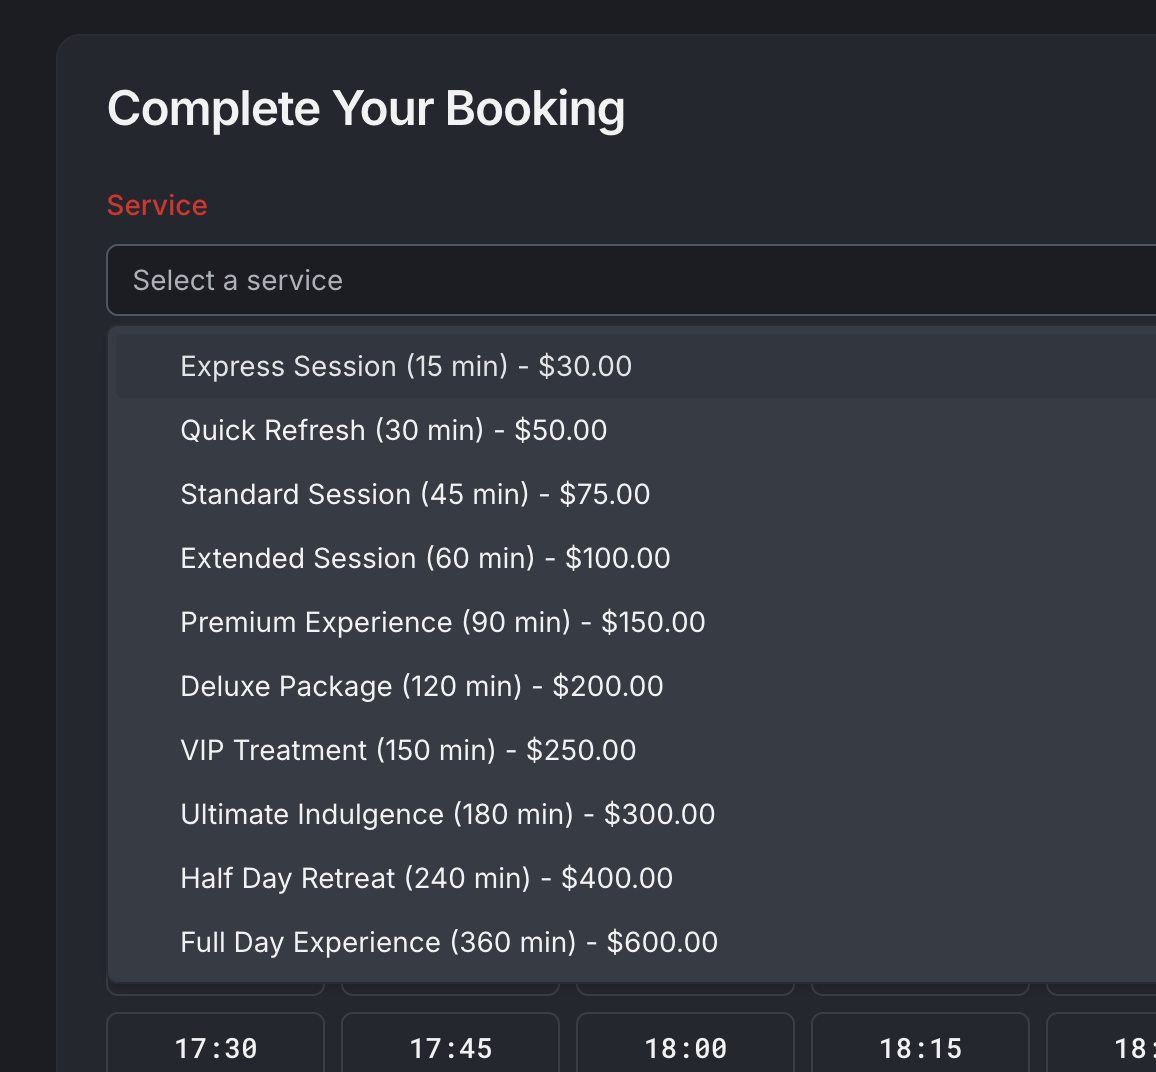 Complete Your Booking
Service
Select a service
Express Session (15 min) - $30.00
Quick Refresh (30 min) - $50.00
Standard Session (45 min) - $75.00
Extended Session (60 min) - $100.00
Premium Experience (90 min) - $150.00
Deluxe Package (120 min) - $200.00
VIP Treatment (150 min) - $250.00
Ultimate Indulgence (180 min) - $300.00
Half Day Retreat (240 min) - $400.00
Full Day Experience (360 min) - $600.00
17:30 17:45 18:00 18:15